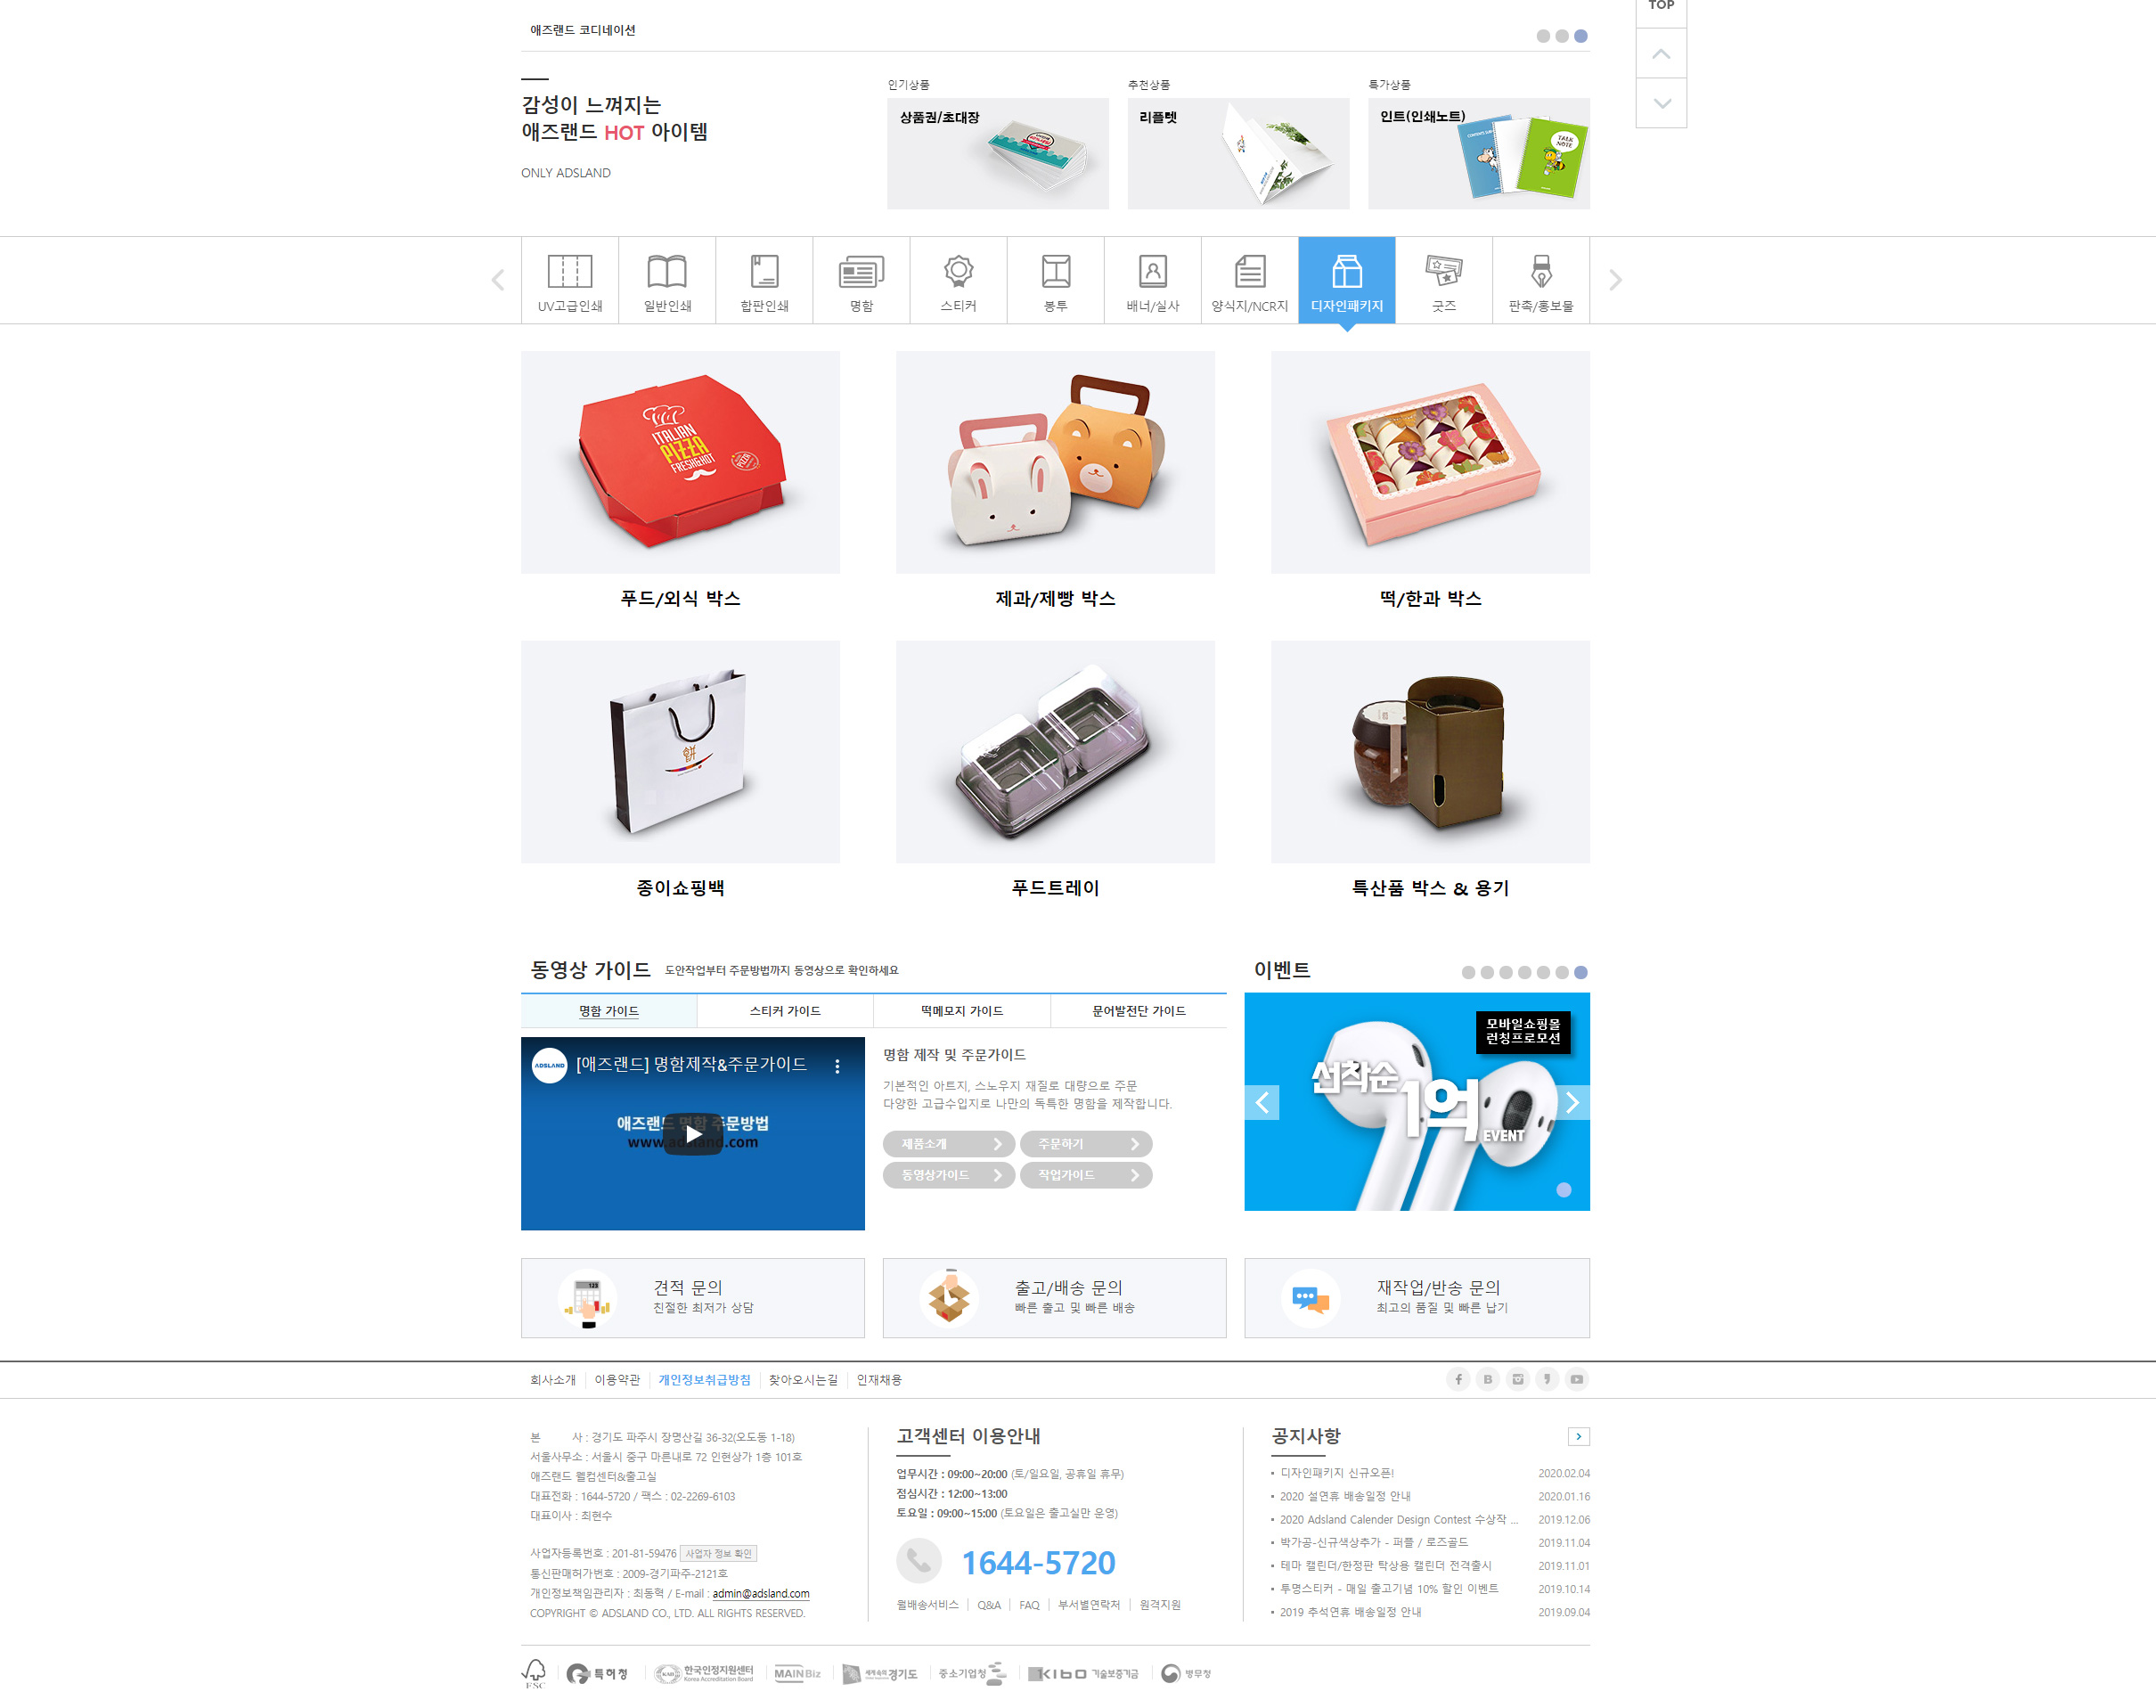 TOP
애즈랜드 코디네이션
감성이 느껴지는
애즈랜드 HOT 아이템
ONLY ADSLAND
인기상품
상품권/초대장
추천상품
리플렛
특가상품
인트(인쇄노트)
TALK NOTE
UV고급인쇄
일반인쇄
합판인쇄
명함
스티커
봉투
배너/실사
양식지/NCR지
디자인패키지
굿즈
판촉/홍보물
ITALIAN
PIZZA
FRESH&HOT
푸드/외식 박스
제과/제빵 박스
떡/한과 박스
종이쇼핑백
푸드트레이
특산품 박스 & 용기
동영상 가이드 도안작업부터 주문방법까지 동영상으로 확인하세요
명함 가이드
스티커 가이드
떡메모지 가이드
문어발전단 가이드
ADSLAND [애즈랜드] 명함제작&주문가이드
애즈랜드 명함 주문방법
www.adsland.com
명함 제작 및 주문가이드
기본적인 아트지, 스노우지 재질로 대량으로 주문
다양한 고급수입지로 나만의 독특한 명함을 제작합니다.
제품소개
주문하기
동영상가이드
작업가이드
이벤트
모바일쇼핑몰
런칭프로모션
선착순
1억
EVENT
견적 문의
친절한 최저가 상담
출고/배송 문의
빠른 출고 및 빠른 배송
재작업/반송 문의
최고의 품질 및 빠른 납기
회사소개
이용약관
개인정보취급방침
찾아오시는길
인재채용
본 사 : 경기도 파주시 장명산길 36-32(오도동 1-18)
서울사무소 : 서울시 중구 마른내로 72 인현상가 1층 101호
애즈랜드 웰컴센터&출고실
대표전화 : 1644-5720 / 팩스 : 02-2269-6103
대표이사 : 최현수
사업자등록번호 : 201-81-59476 사업자 정보 확인
통신판매허가번호 : 2009-경기파주-2121호
개인정보책임관리자 : 최동혁 / E-mail : admin@adsland.com
COPYRIGHT © ADSLAND CO., LTD. ALL RIGHTS RESERVED.
고객센터 이용안내
업무시간 : 09:00~20:00 (토/일요일, 공휴일 휴무)
점심시간 : 12:00~13:00
토요일 : 09:00~15:00 (토요일은 출고실만 운영)
1644-5720
월배송서비스
Q&A
FAQ
부서별연락처
원격지원
공지사항
디자인패키지 신규오픈! 2020.02.04
2020 설연휴 배송일정 안내 2020.01.16
2020 Adsland Calender Design Contest 수상작 ... 2019.12.06
박가공-신규색상추가 - 퍼플 / 로즈골드 2019.11.04
테마 캘린더/한정판 탁상용 캘린더 전격출시 2019.11.01
투명스티커 - 매일 출고기념 10% 할인 이벤트 2019.10.14
2019 추석연휴 배송일정 안내 2019.09.04
FSC
특허청
KAB 한국인정지원센터
Korea Accreditation Board
MAINBiz
세계속의 경기도
중소기업청
KIBO 기술보증기금
병무청